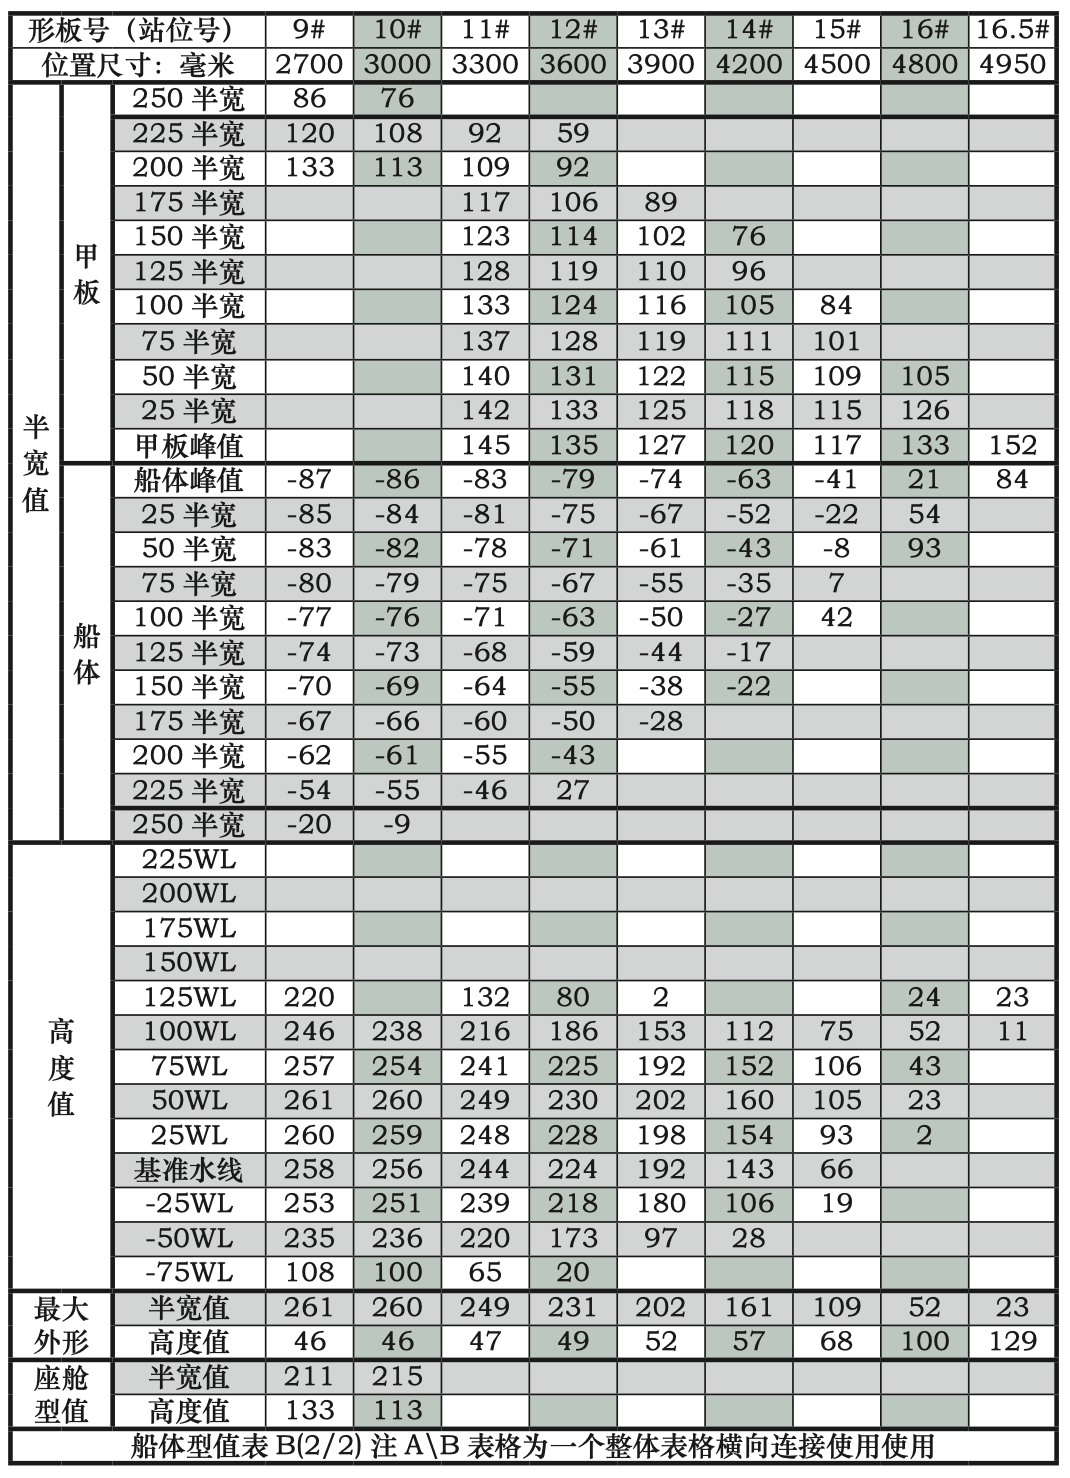 形板号（站位号） 9# 10# 11# 12# 13# 14# 15# 16# 16.5#
位置尺寸：毫米 2700 3000 3300 3600 3900 4200 4500 4800 4950
半宽值
甲板
250 半宽 86 76
225 半宽 120 108 92 59
200 半宽 133 113 109 92
175 半宽 117 106 89
150 半宽 123 114 102 76
125 半宽 128 119 110 96
100 半宽 133 124 116 105 84
75 半宽 137 128 119 111 101
50 半宽 140 131 122 115 109 105
25 半宽 142 133 125 118 115 126
甲板峰值 145 135 127 120 117 133 152
船体
船体峰值 -87 -86 -83 -79 -74 -63 -41 21 84
25 半宽 -85 -84 -81 -75 -67 -52 -22 54
50 半宽 -83 -82 -78 -71 -61 -43 -8 93
75 半宽 -80 -79 -75 -67 -55 -35 7
100 半宽 -77 -76 -71 -63 -50 -27 42
125 半宽 -74 -73 -68 -59 -44 -17
150 半宽 -70 -69 -64 -55 -38 -22
175 半宽 -67 -66 -60 -50 -28
200 半宽 -62 -61 -55 -43
225 半宽 -54 -55 -46 27
250 半宽 -20 -9
高度值
225WL
200WL
175WL
150WL
125WL 220 132 80 2 24 23
100WL 246 238 216 186 153 112 75 52 11
75WL 257 254 241 225 192 152 106 43
50WL 261 260 249 230 202 160 105 23
25WL 260 259 248 228 198 154 93 2
基准水线 258 256 244 224 192 143 66
-25WL 253 251 239 218 180 106 19
-50WL 235 236 220 173 97 28
-75WL 108 100 65 20
最大外形
半宽值 261 260 249 231 202 161 109 52 23
高度值 46 46 47 49 52 57 68 100 129
座舱型值
半宽值 211 215
高度值 133 113
船体型值表 B(2/2) 注 A\B 表格为一个整体表格横向连接使用使用